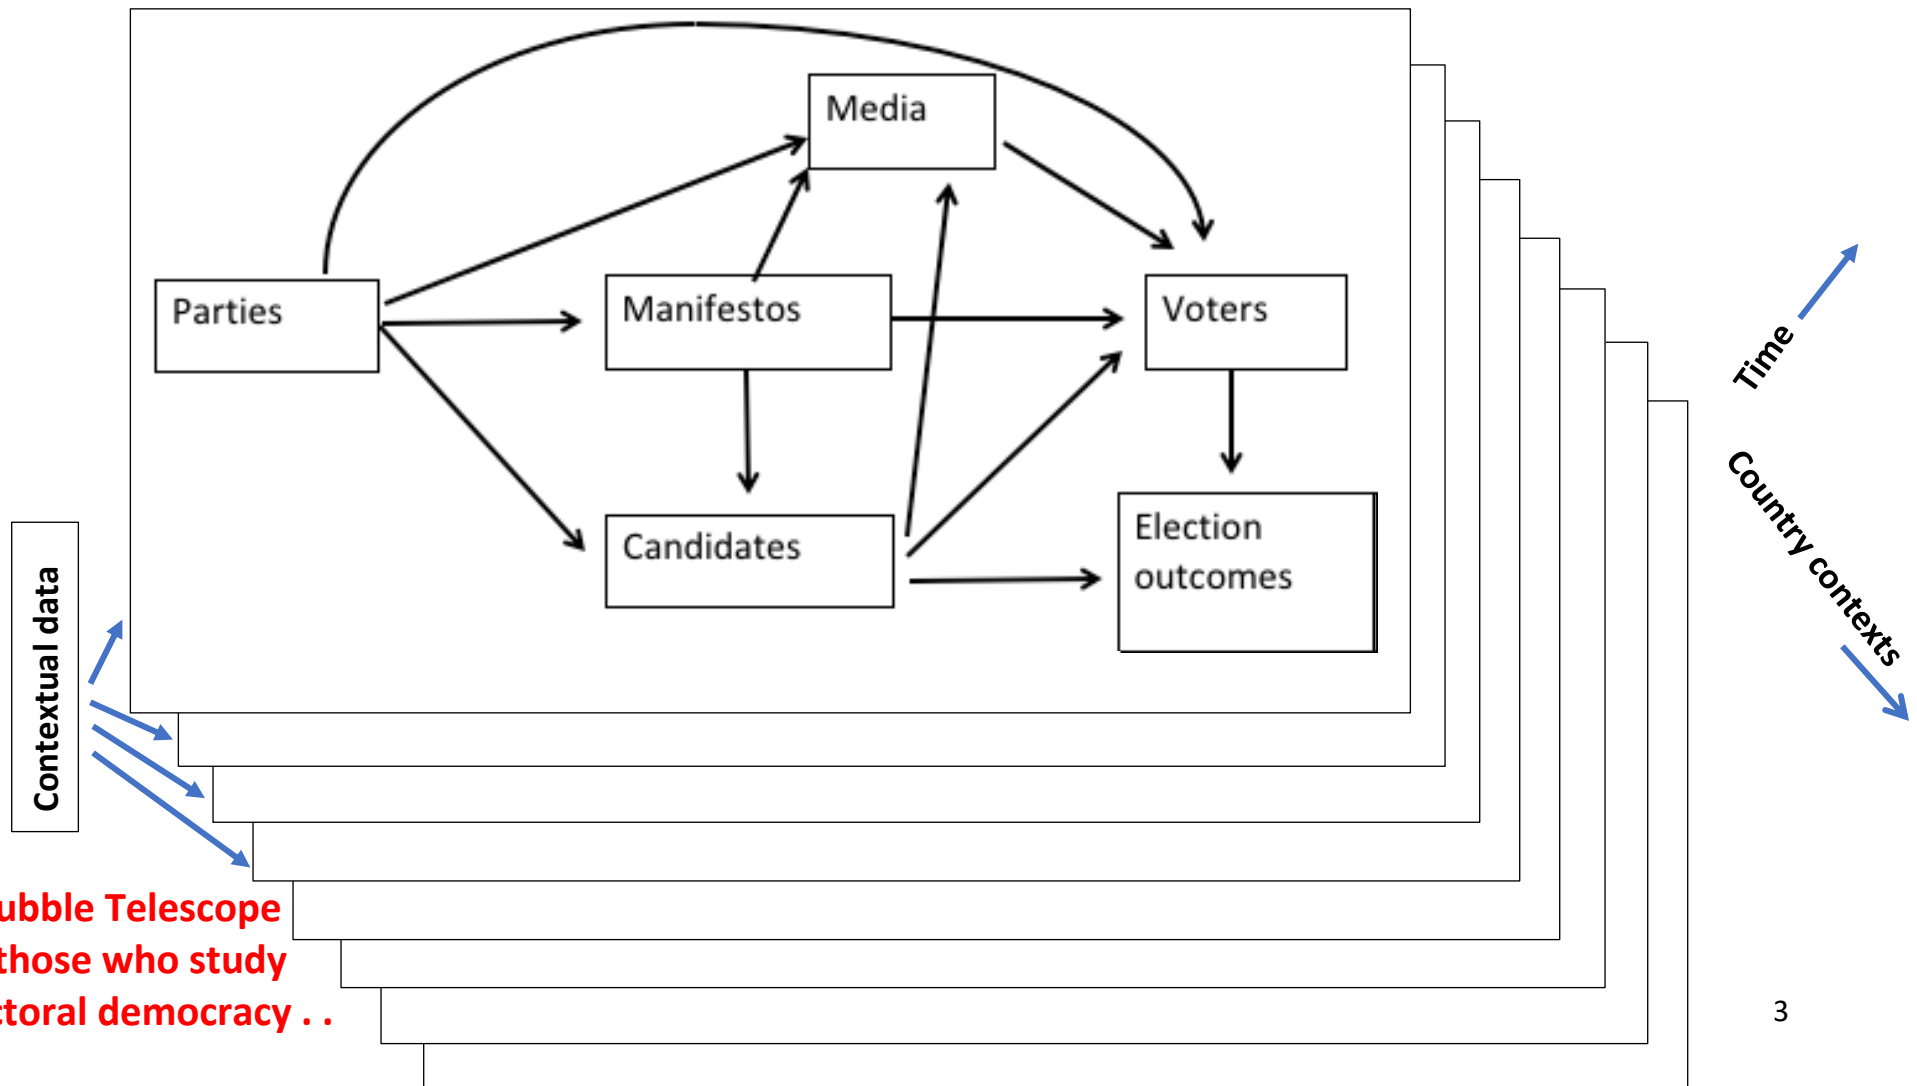 Media
Parties
Manifestos
Voters
Time
Country contexts
Candidates
Election
outcomes
Contextual data
ubble Telescope
those who study
ctoral democracy . .
3